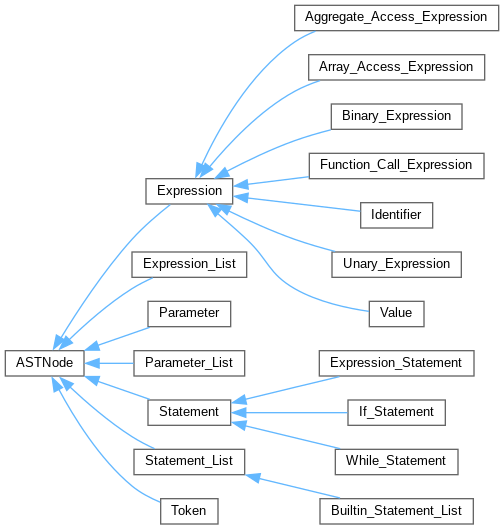 Aggregate_Access_Expression
Array_Access_Expression
Binary_Expression
Function_Call_Expression
Expression
Identifier
Expression_List
Unary_Expression
Parameter
Value
ASTNode
Parameter_List
Expression_Statement
Statement
If_Statement
Statement_List
While_Statement
Token
Builtin_Statement_List